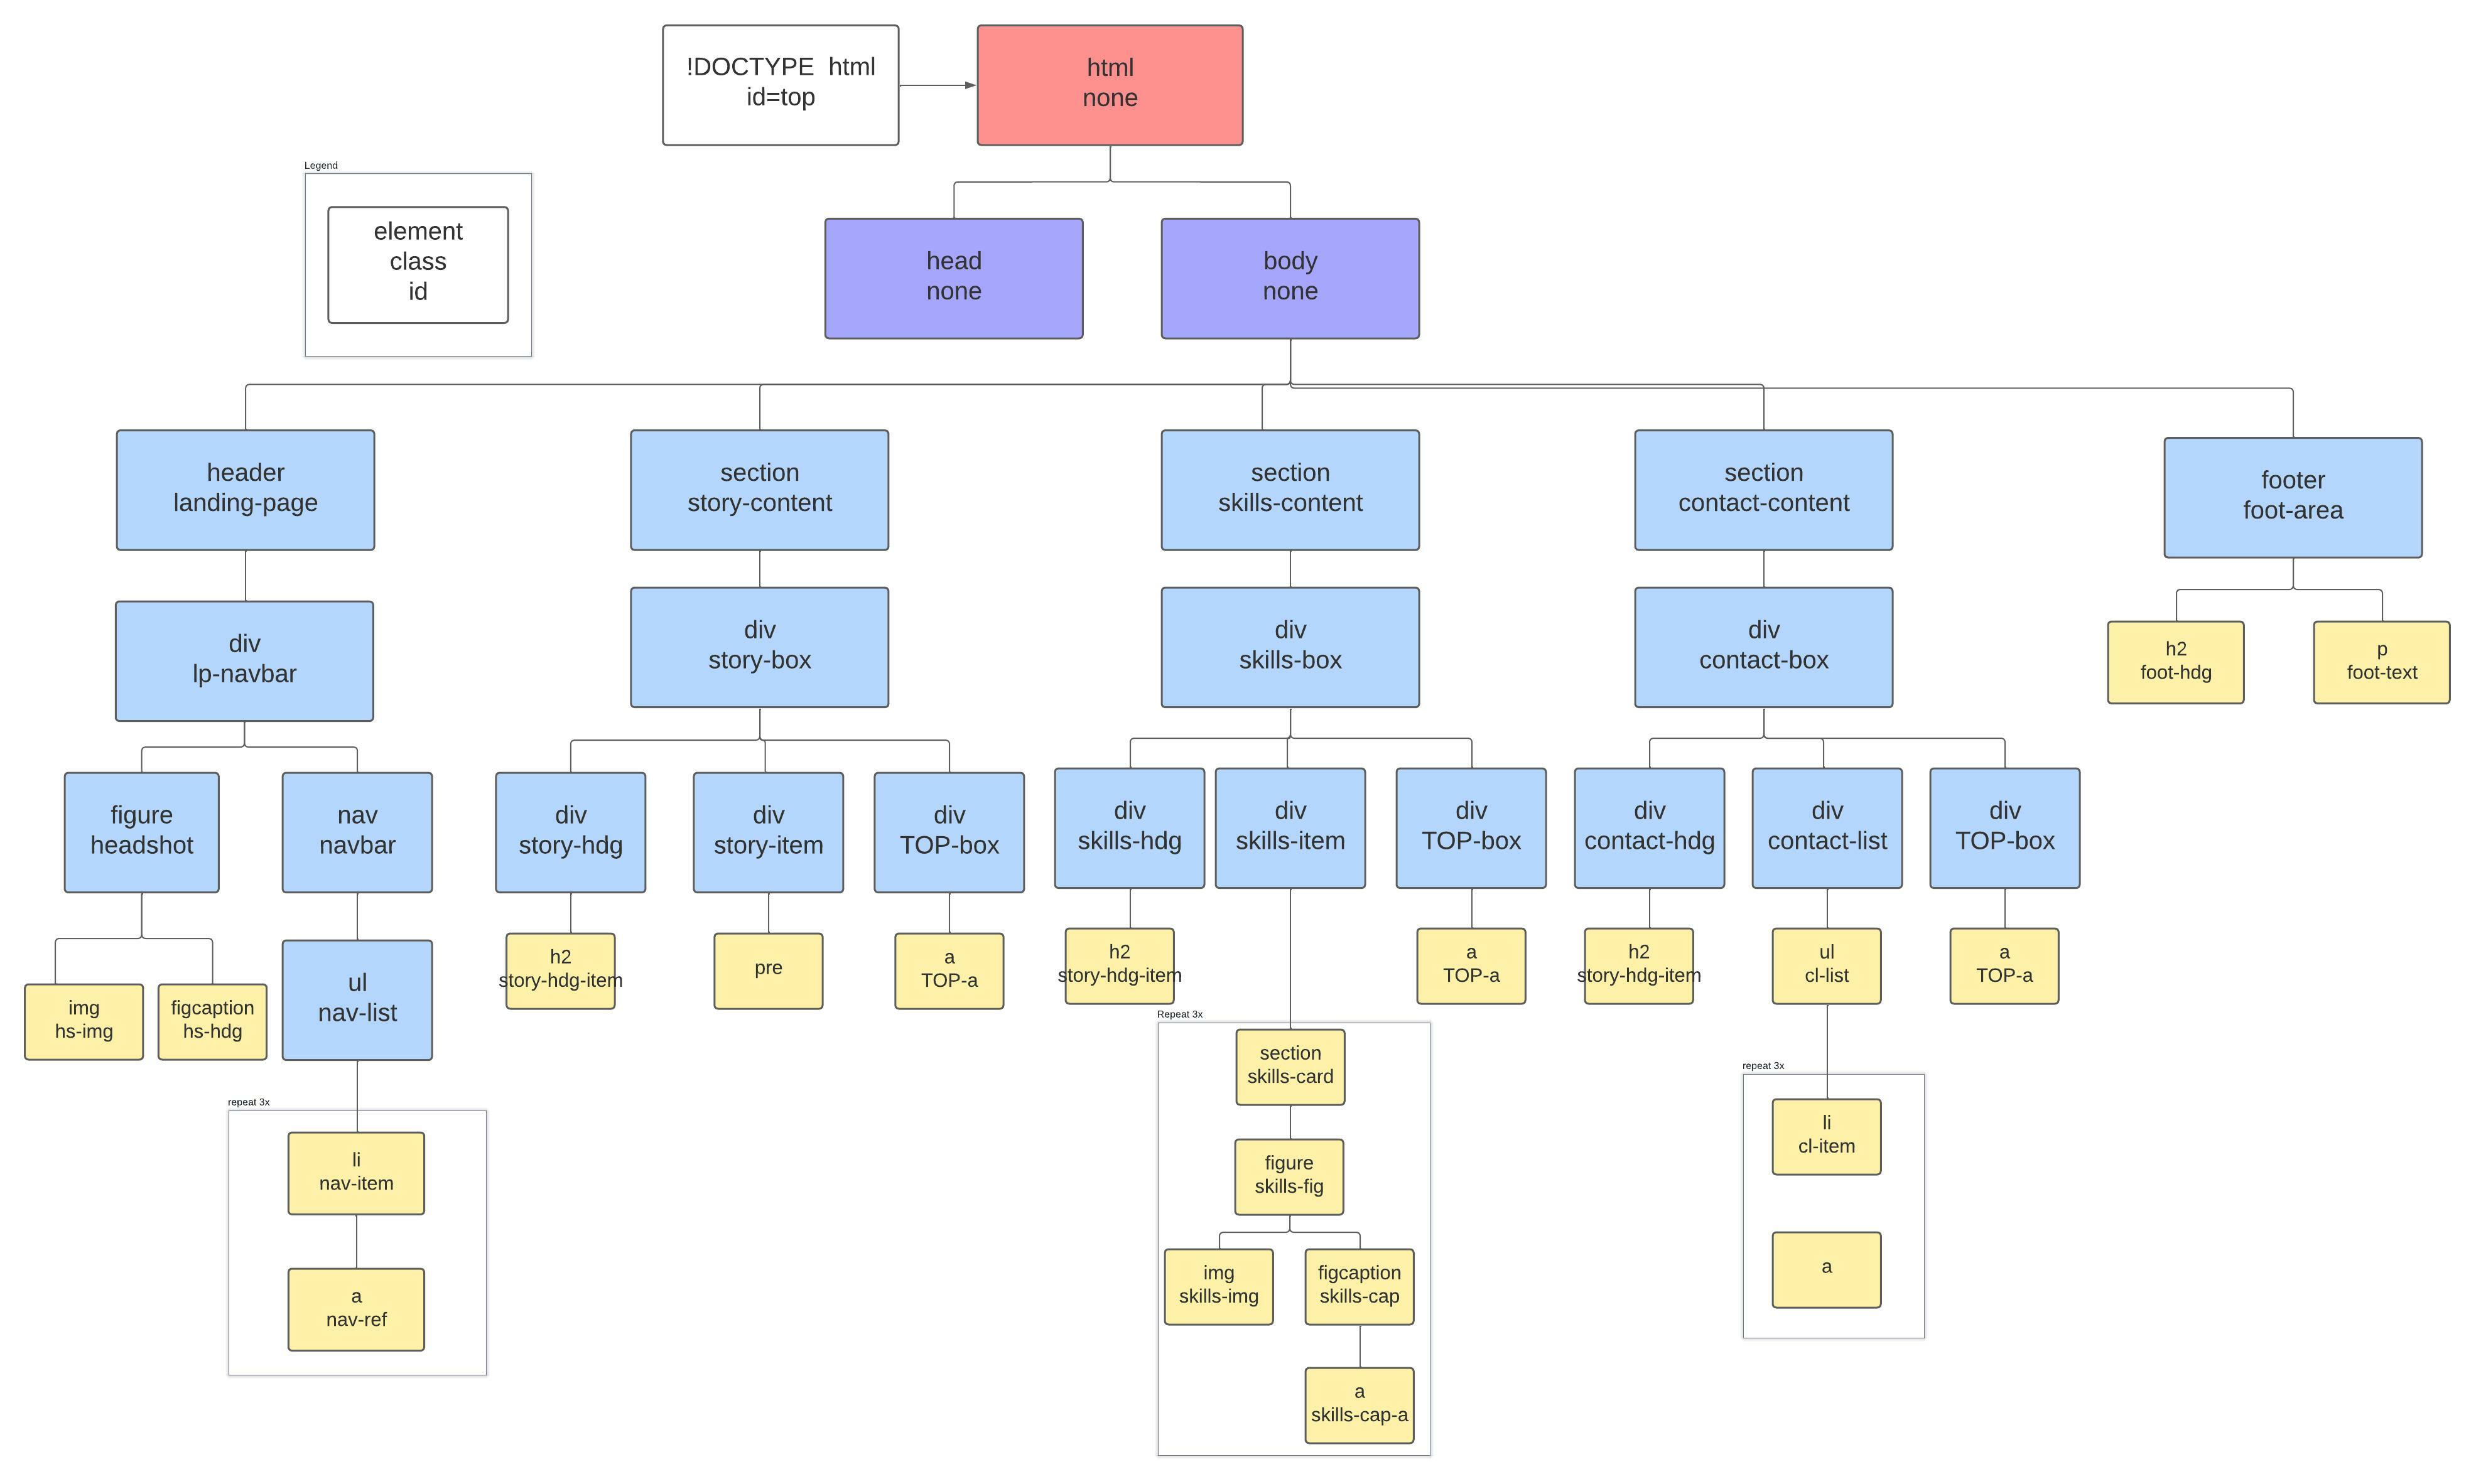 !DOCTYPE  html
id=top
html
none
Legend
element
class
id
head
none
body
none
header
landing-page
section
story-content
section
skills-content
section
contact-content
footer
foot-area
div
lp-navbar
div
story-box
div
skills-box
div
contact-box
h2
foot-hdg
p
foot-text
figure
headshot
nav
navbar
div
story-hdg
div
story-item
div
TOP-box
div
skills-hdg
div
skills-item
div
TOP-box
div
contact-hdg
div
contact-list
div
TOP-box
img
hs-img
figcaption
hs-hdg
ul
nav-list
h2
story-hdg-item
pre
a
TOP-a
h2
story-hdg-item
a
TOP-a
h2
story-hdg-item
ul
cl-list
a
TOP-a
repeat 3x
li
nav-item
a
nav-ref
Repeat 3x
section
skills-card
figure
skills-fig
img
skills-img
figcaption
skills-cap
a
skills-cap-a
repeat 3x
li
cl-item
a